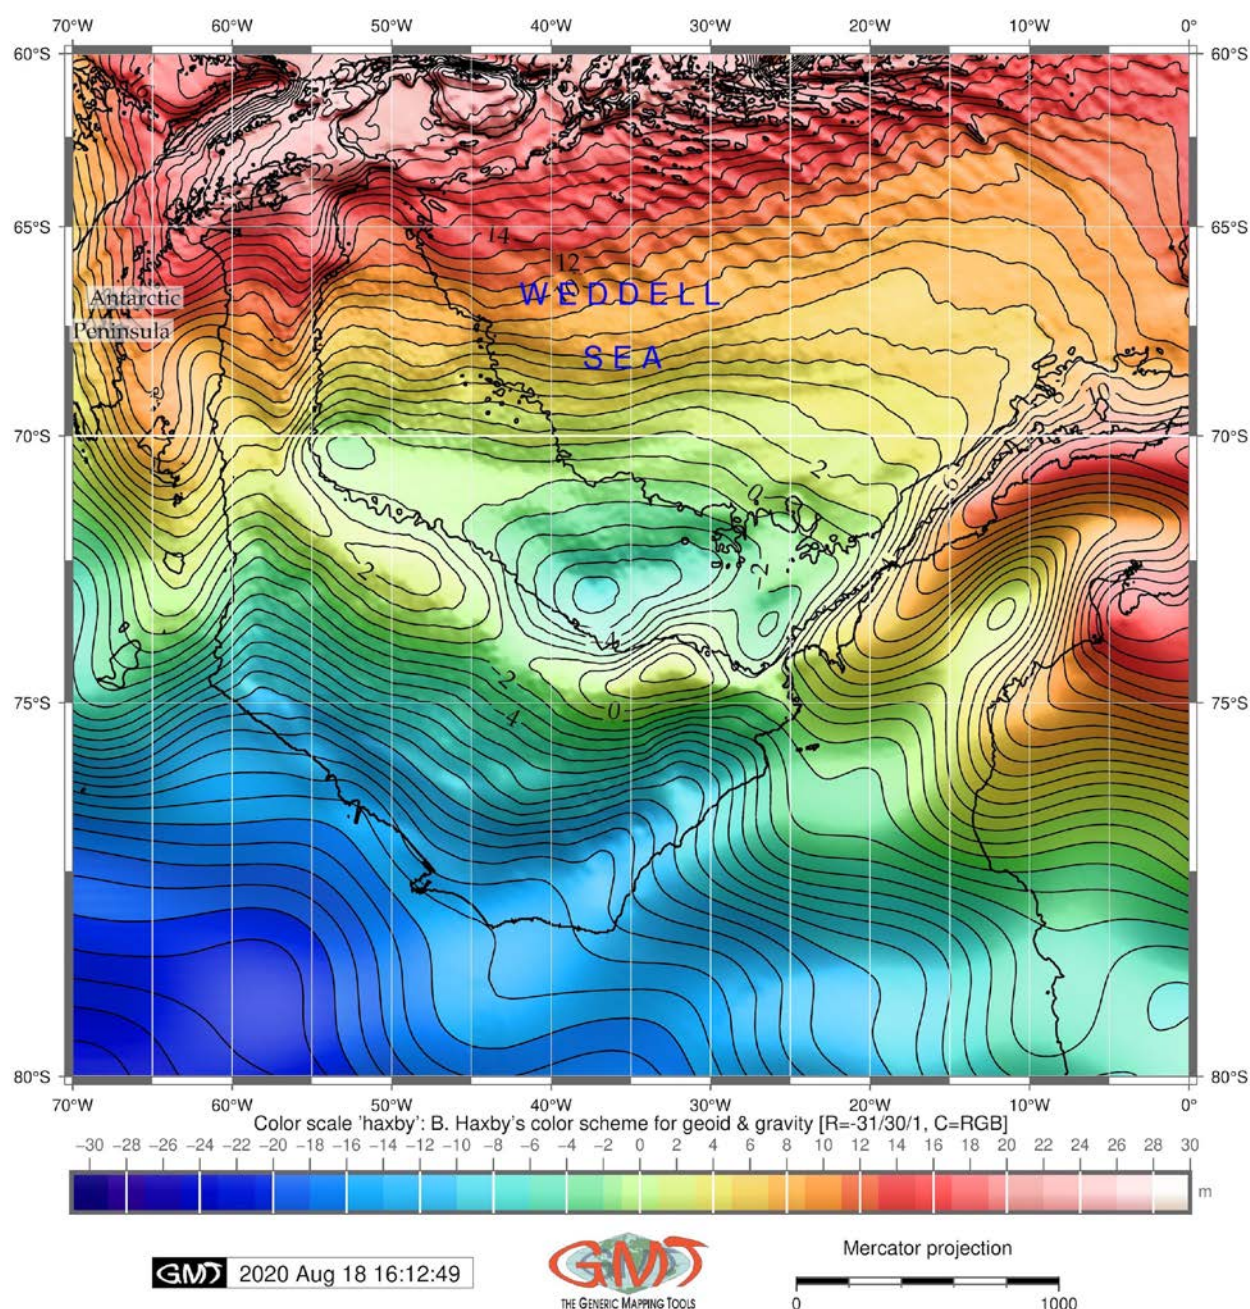 70°W 60°W 50°W 40°W 30°W 20°W 10°W 0°
60°S 60°S
22
65°S 65°S
14
12
Antarctic
WEDDELL
Peninsula
SEA
70°S 70°S
2
0
6
2
-2
-4
-2
75°S 75°S
-4
0
80°S 80°S
70°W 60°W 50°W 40°W 30°W 20°W 10°W 0°
Color scale 'haxby': B. Haxby's color scheme for geoid & gravity [R=-31/30/1, C=RGB]
−30 −28 −26 −24 −22 −20 −18 −16 −14 −12 −10 −8 −6 −4 −2 0 2 4 6 8 10 12 14 16 18 20 22 24 26 28 30
m
GMT 2020 Aug 18 16:12:49
GMT
THE GENERIC MAPPING TOOLS
Mercator projection
0 1000